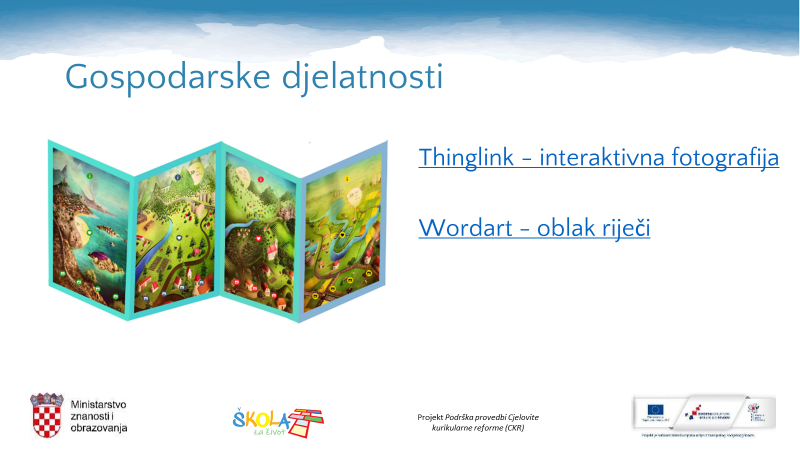 Gospodarske djelatnosti
Thinglink – interaktivna fotografija
Wordart – oblak riječi
Ministarstvo
znanosti i
obrazovanja
ŠKOLA
za život
Projekt Podrška provedbi Cjelovite
kurikularne reforme (CKR)